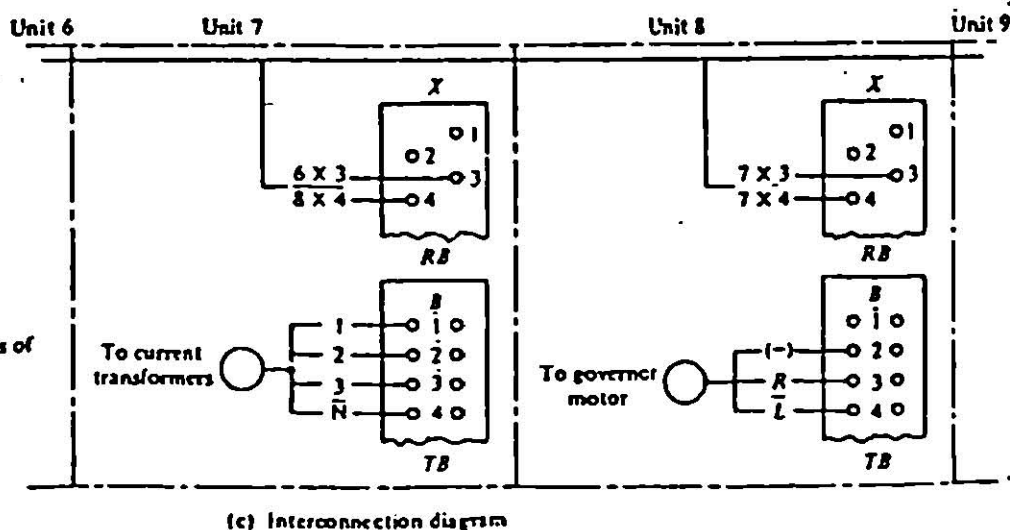 Unit 6 Unit 7 Unit 8 Unit 9
X
1
2
6 X 3 3
8 X 4 4
RB
X
1
2
7 X 3 3
7 X 4 4
RB
s of
To current
transformers
B
1 1
2 2
3 3
N 4
TB
To governer
motor
B
1
(-) 2
R 3
L 4
TB
(c) Interconnection diagram